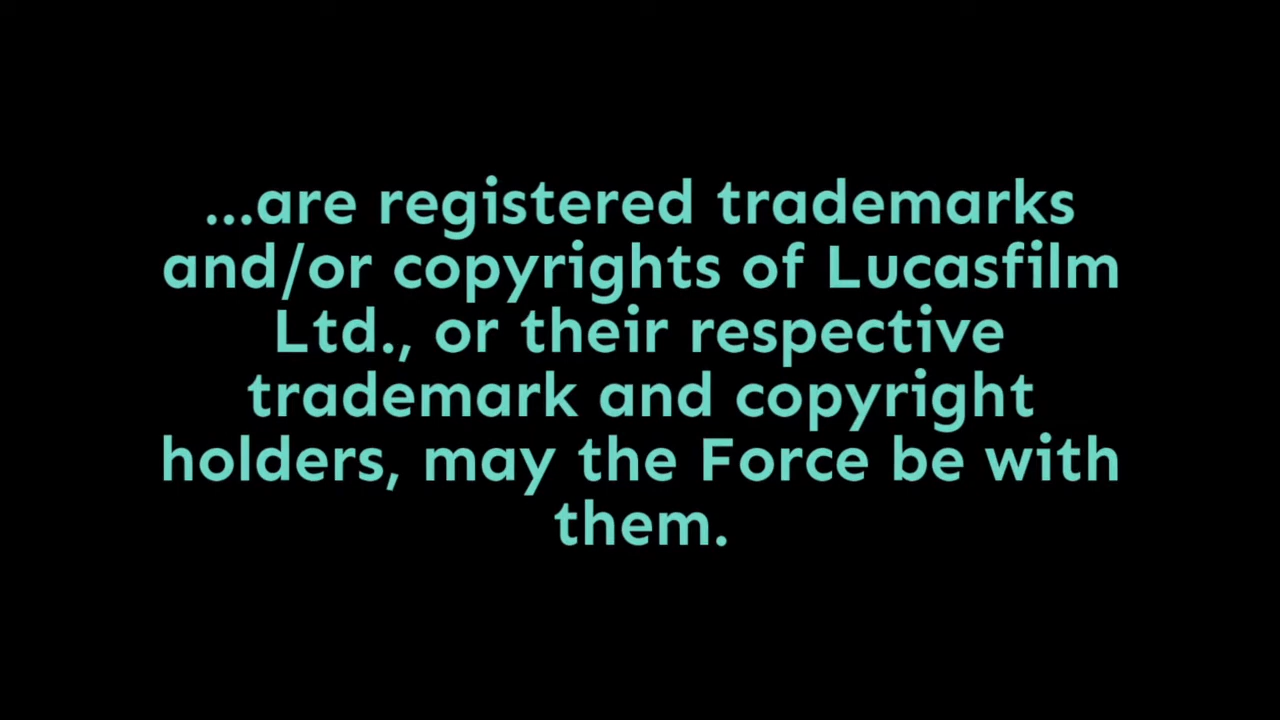 ...are registered trademarks
and/or copyrights of Lucasfilm
Ltd., or their respective
trademark and copyright
holders, may the Force be with
them.